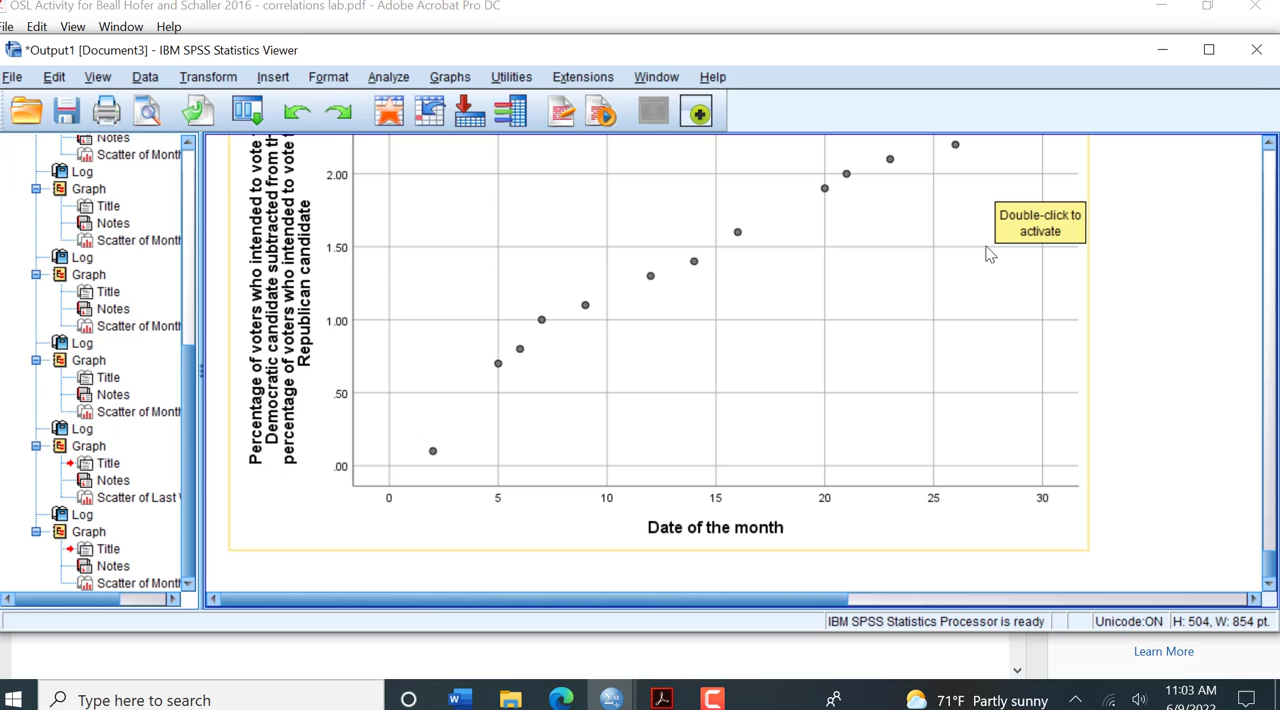 OSL Activity for Beall Hofer and Schaller 2016 - correlations lab.pdf - Adobe Acrobat Pro DC
File Edit View Window Help
*Output1 [Document3] - IBM SPSS Statistics Viewer
File Edit View Data Transform Insert Format Analyze Graphs Utilities Extensions Window Help
Notes
Scatter of Month
Log
Graph
Title
Notes
Scatter of Month
Log
Graph
Title
Notes
Scatter of Month
Log
Graph
Title
Notes
Scatter of Month
Log
Graph
Title
Notes
Scatter of Last
Log
Graph
Title
Notes
Scatter of Month
Percentage of voters who intended to vote
Democratic candidate subtracted from th
percentage of voters who intended to vote
Republican candidate
2.00
1.50
1.00
.50
.00
0 5 10 15 20 25 30
Date of the month
Double-click to
activate
IBM SPSS Statistics Processor is ready Unicode:ON H: 504, W: 854 pt.
Learn More
Type here to search
71°F Partly sunny
11:03 AM
6/9/2022